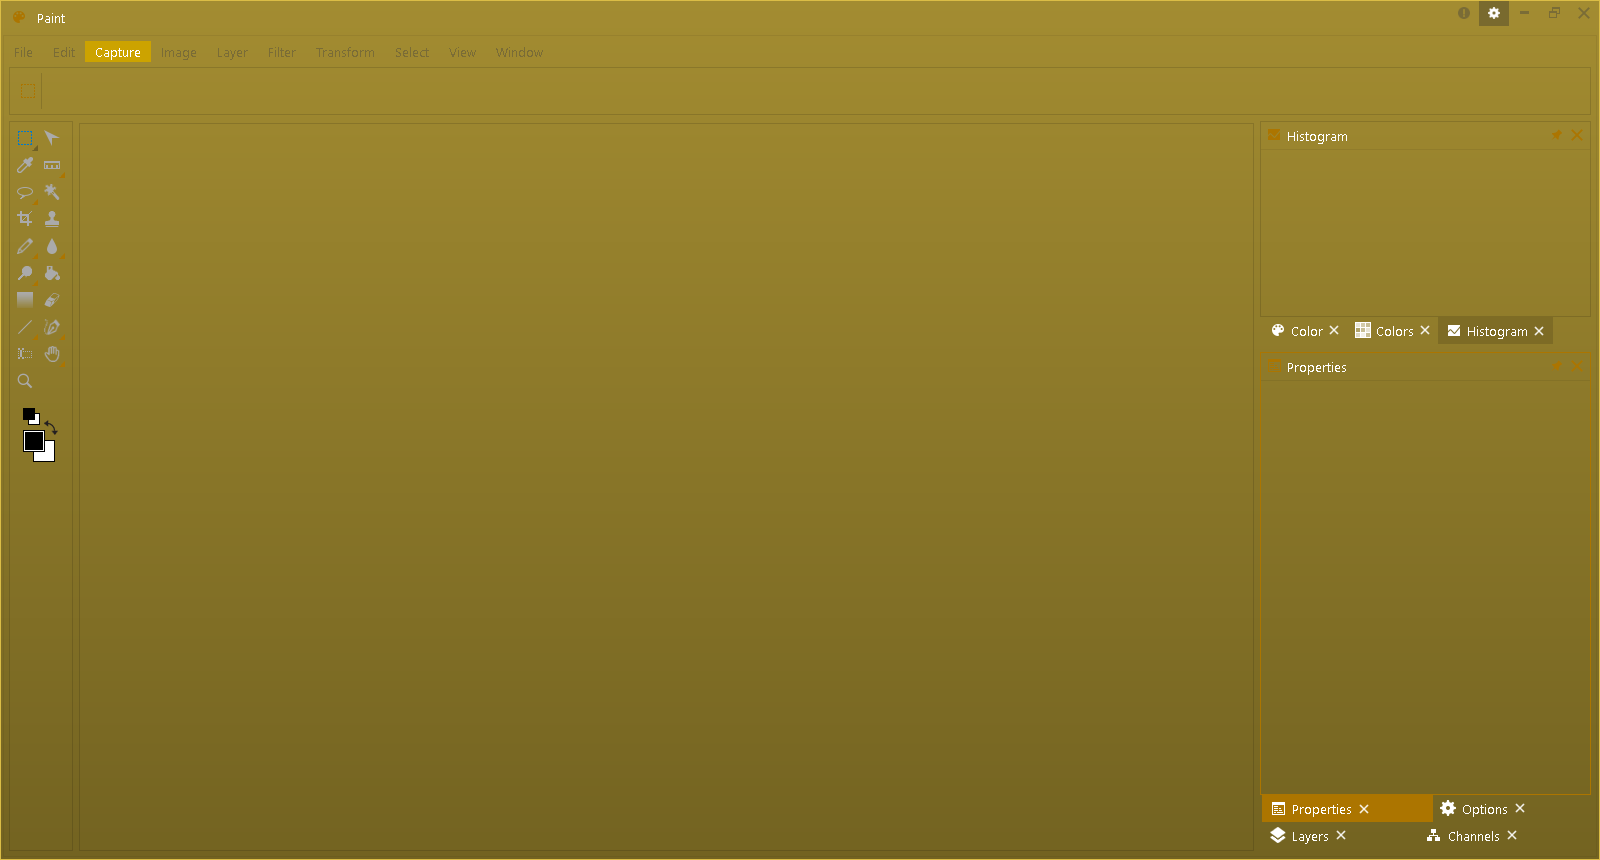 Paint
File Edit Capture Image Layer Filter Transform Select View Window
Histogram
Color Colors Histogram
Properties
Properties Options
Layers Channels